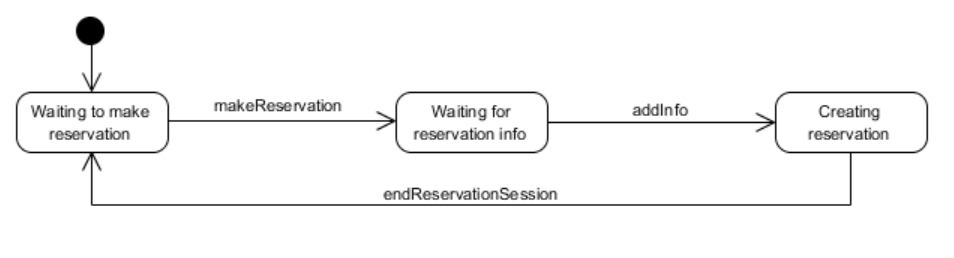 makeReservation
addInfo
Waiting to make
reservation
Waiting for
reservation info
Creating
reservation
endReservationSession